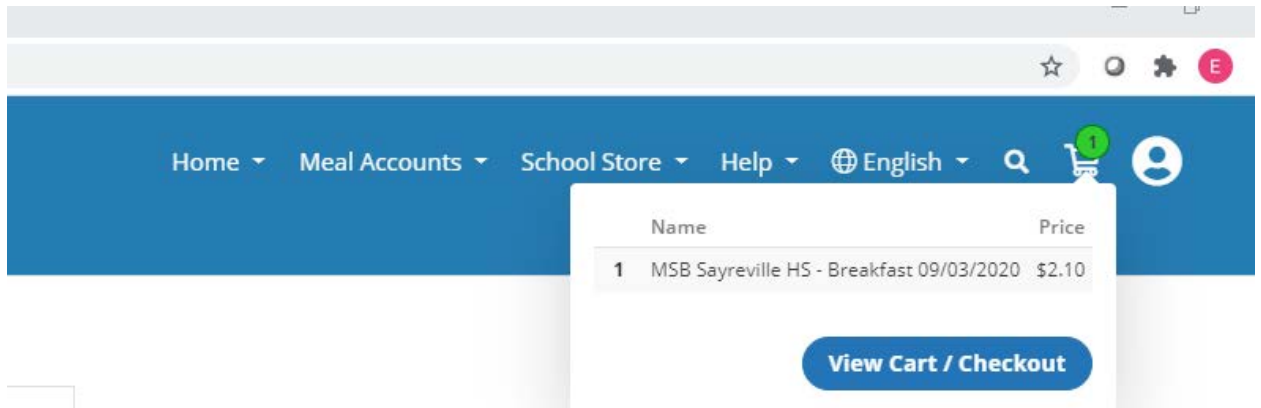 E
Home Meal Accounts School Store Help English 1
Name Price
1 MSB Sayreville HS - Breakfast 09/03/2020 $2.10
View Cart / Checkout